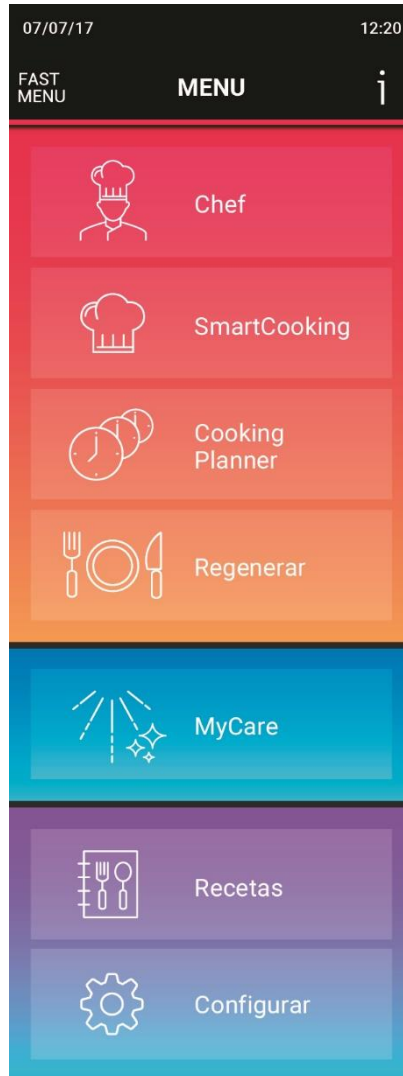 07/07/17 12:20
FAST
MENU
MENU
i
Chef
SmartCooking
Cooking
Planner
Regenerar
MyCare
Recetas
Configurar